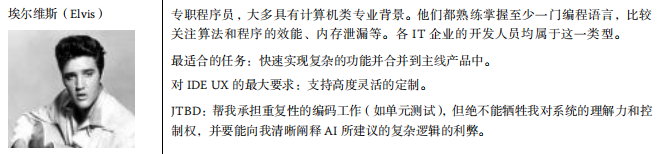 埃尔维斯（Elvis）
专职程序员，大多具有计算机类专业背景。他们都熟练掌握至少一门编程语言，比较
关注算法和程序的效能、内存泄漏等。各 IT 企业的开发人员均属于这一类型。
最适合的任务：快速实现复杂的功能并合并到主线产品中。
对 IDE UX 的最大要求：支持高度灵活的定制。
JTBD：帮我承担重复性的编码工作（如单元测试），但绝不能牺牲我对系统的理解力和控
制权，并要能向我清晰阐释 AI 所建议的复杂逻辑的利弊。